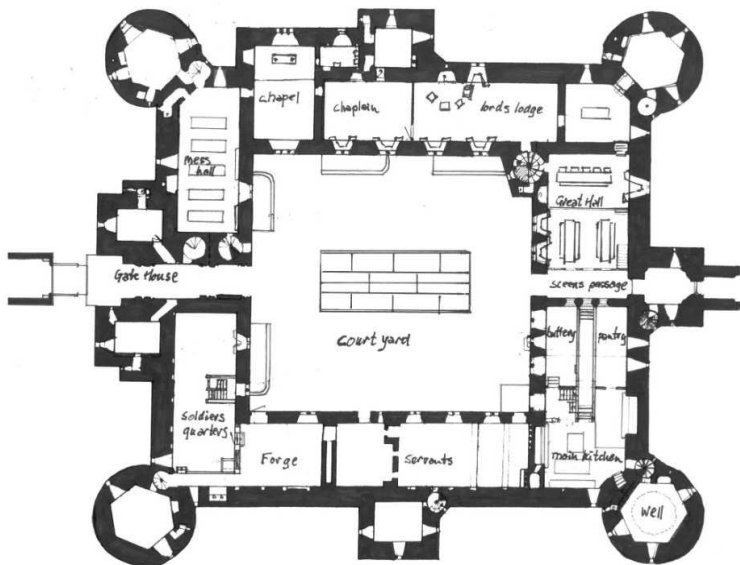 chapel
chaplain
lords lodge
mess
hall
Great Hall
Gate House
screens passage
buttery
pantry
Court yard
Soldiers
quarters
Forge
Servants
main kitchen
well